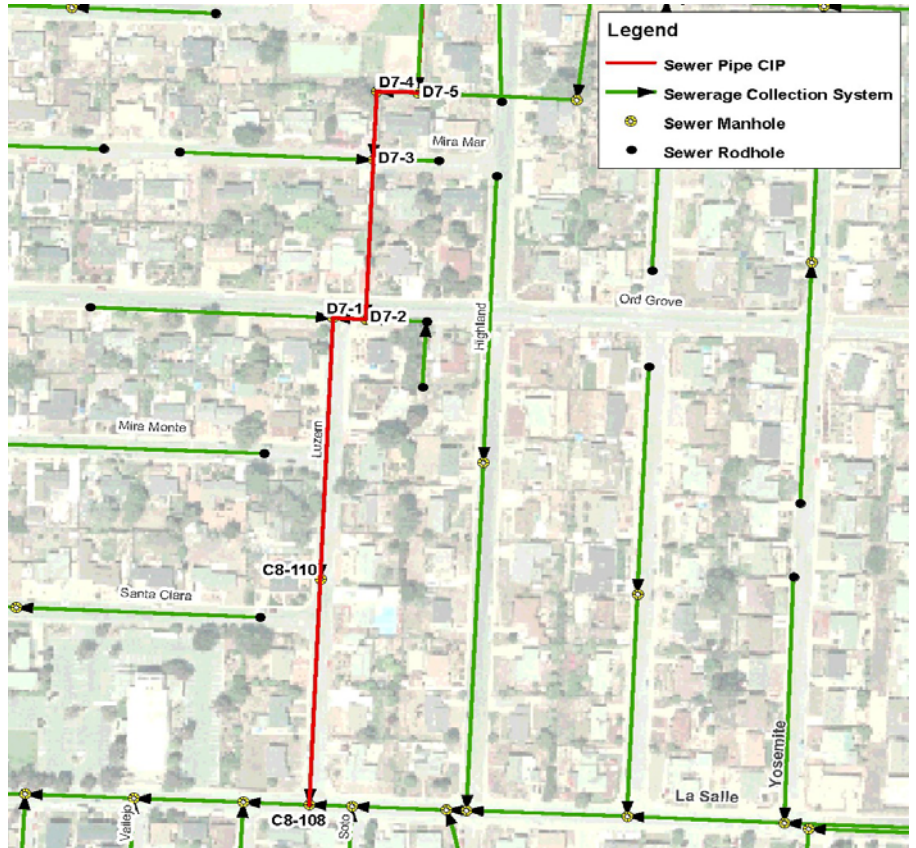 Legend
Sewer Pipe CIP
Sewerage Collection System
Sewer Manhole
Sewer Rodhole
D7-4
D7-5
Mira Mar
D7-3
Ord Grove
D7-1
D7-2
Highland
Mira Monte
Luzern
C8-110
Santa Clara
Yosemite
La Salle
C8-108
Vallejo
Soto